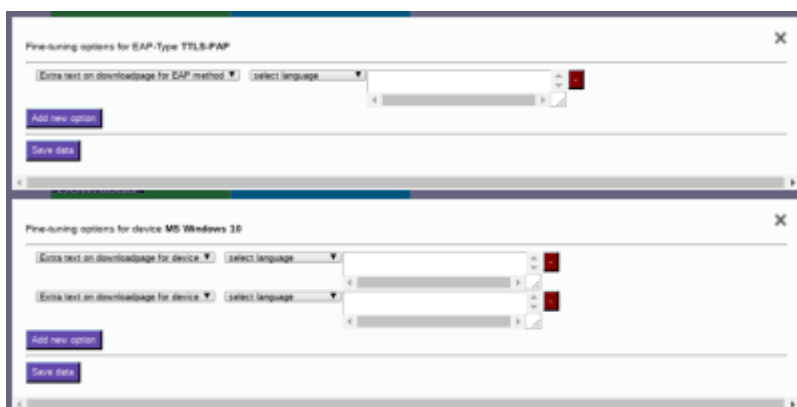 Fine-tuning options for EAP-Type TTLS-PAP
Extra text on downloadpage for EAP method ▼ select language ▼ -
Add new option
Save data
Fine-tuning options for device MS Windows 10
Extra text on downloadpage for device ▼ select language ▼ -
Extra text on downloadpage for device ▼ select language ▼ -
Add new option
Save data